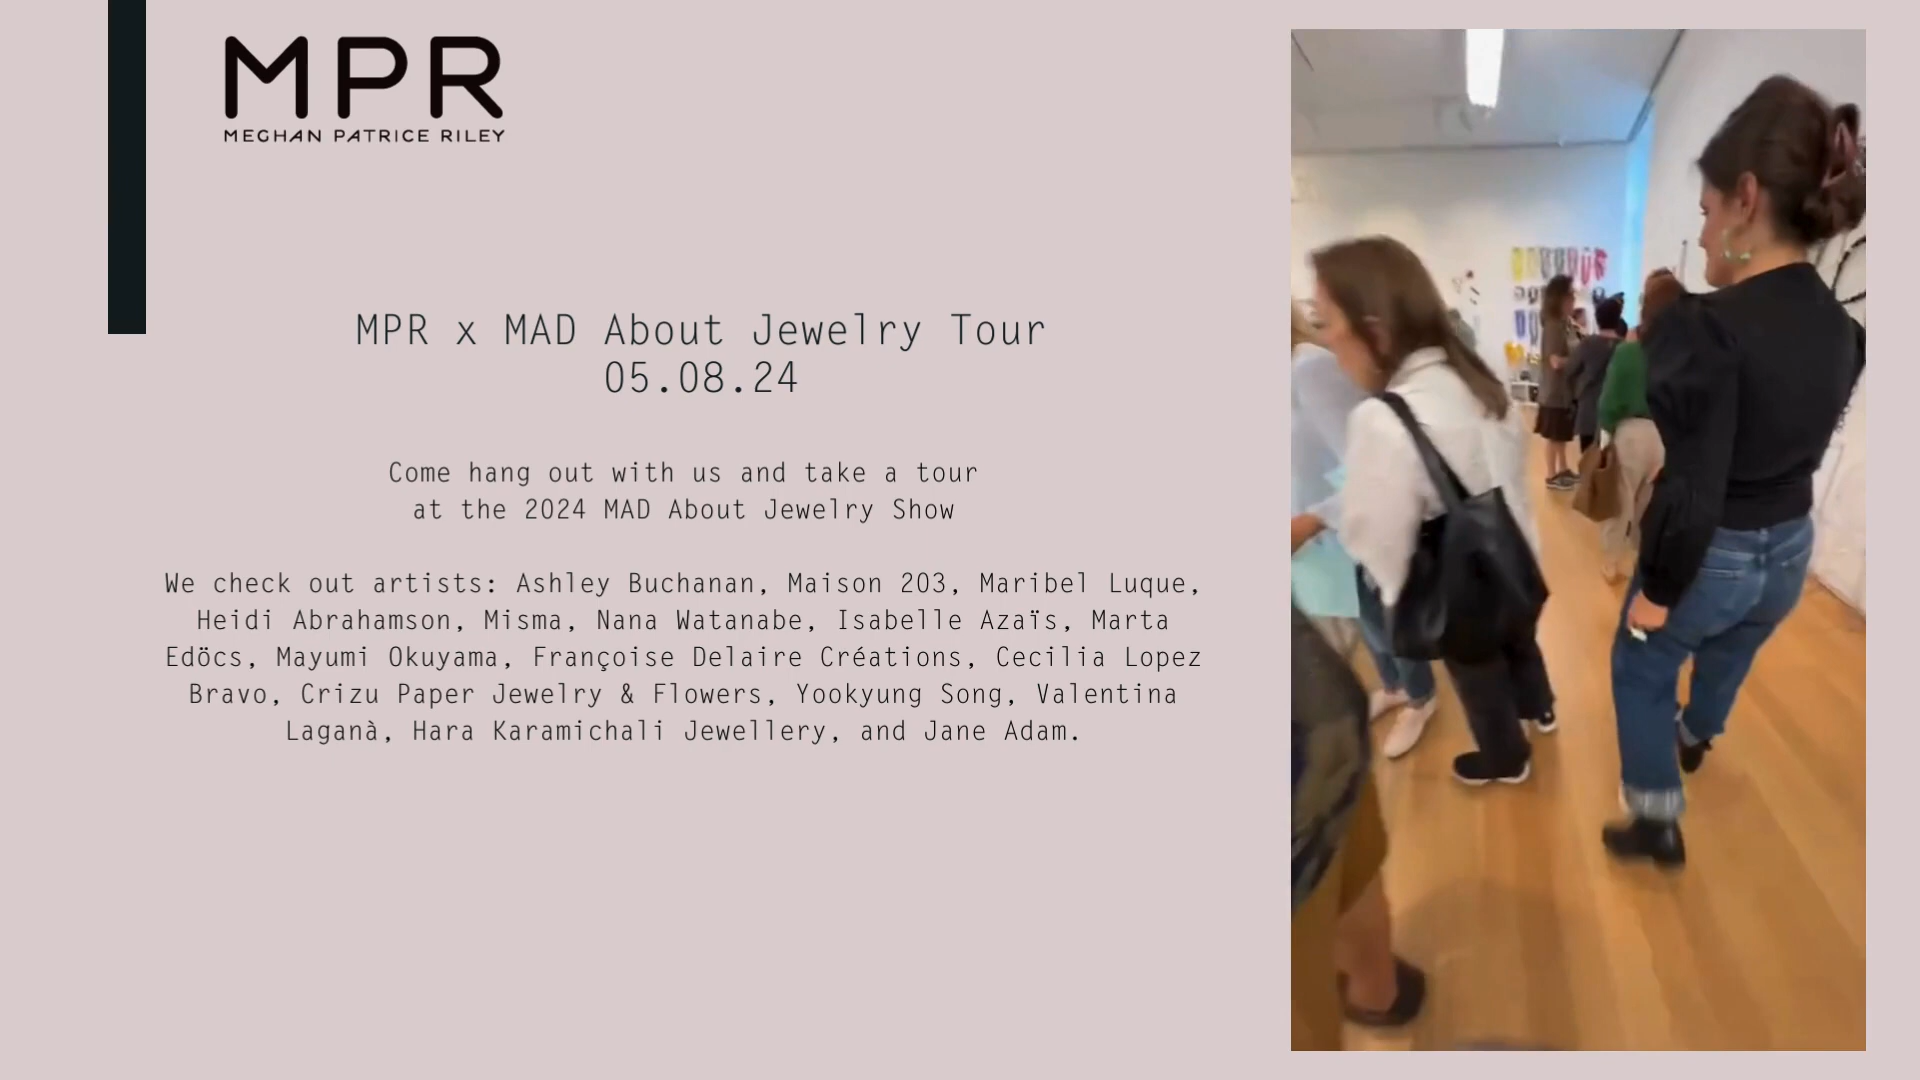 MPR
MEGHAN PATRICE RILEY
MPR x MAD About Jewelry Tour
05.08.24
Come hang out with us and take a tour
at the 2024 MAD About Jewelry Show
We check out artists: Ashley Buchanan, Maison 203, Maribel Luque,
Heidi Abrahamson, Misma, Nana Watanabe, Isabelle Azaïs, Marta
Edöcs, Mayumi Okuyama, Françoise Delaire Créations, Cecilia Lopez
Bravo, Crizu Paper Jewelry & Flowers, Yookyung Song, Valentina
Laganà, Hara Karamichali Jewellery, and Jane Adam.